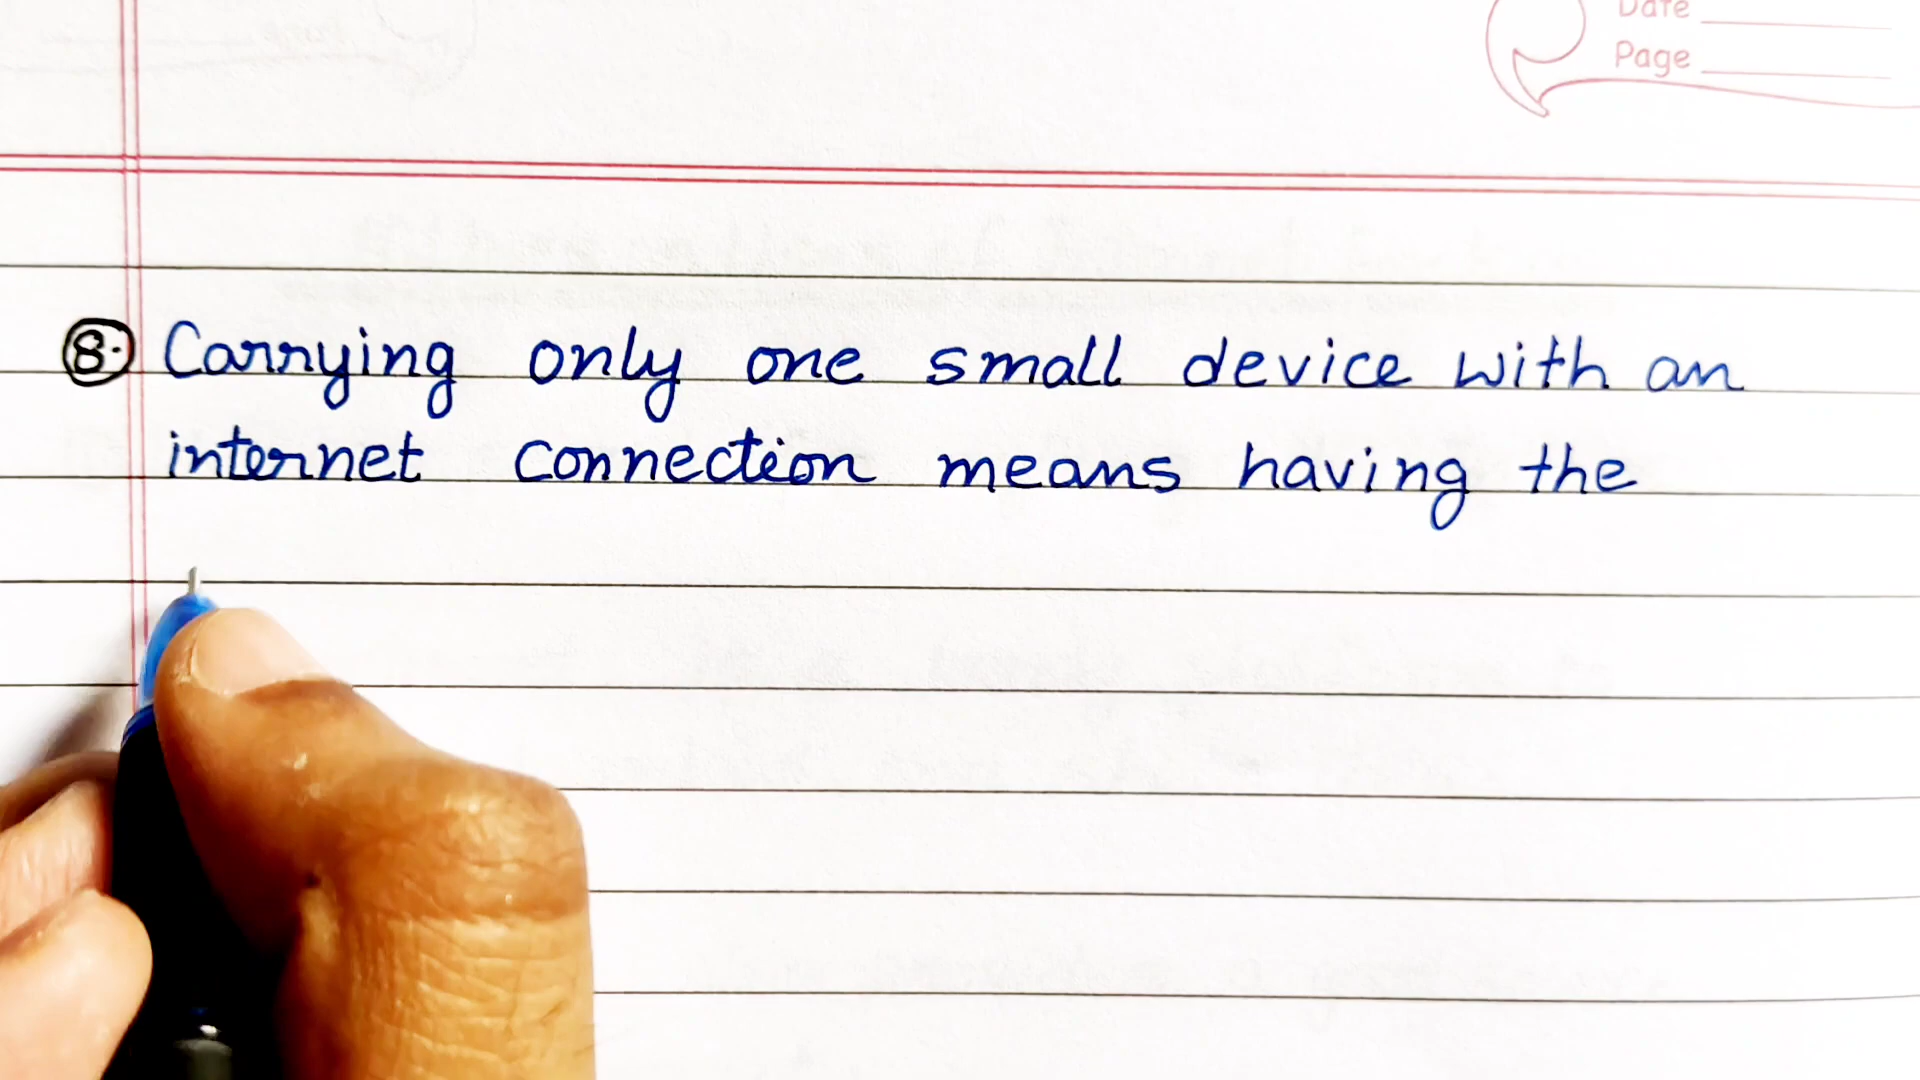 Date
Page
8. Carrying only one small device with an
internet connection means having the